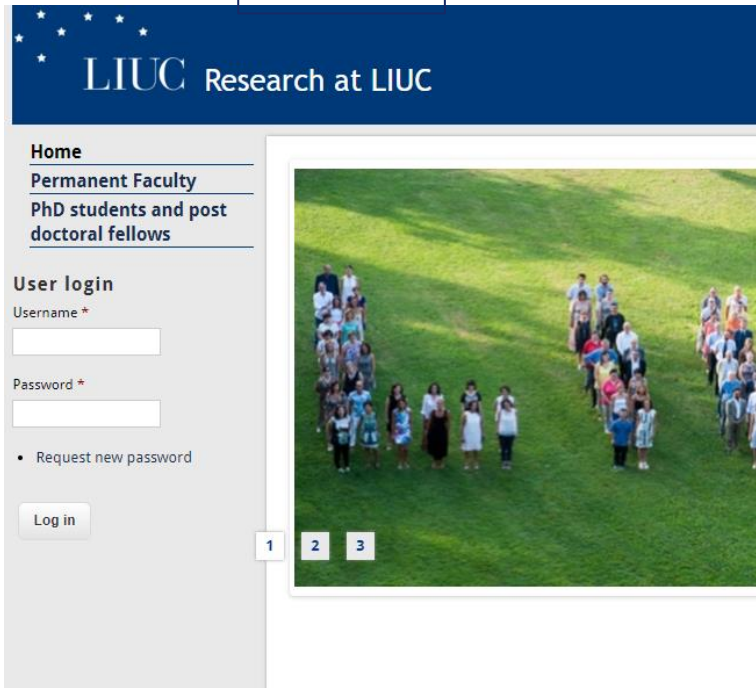 LIUC Research at LIUC
Home
Permanent Faculty
PhD students and post
doctoral fellows
User login
Username *
Password *
Request new password
Log in
1 2 3